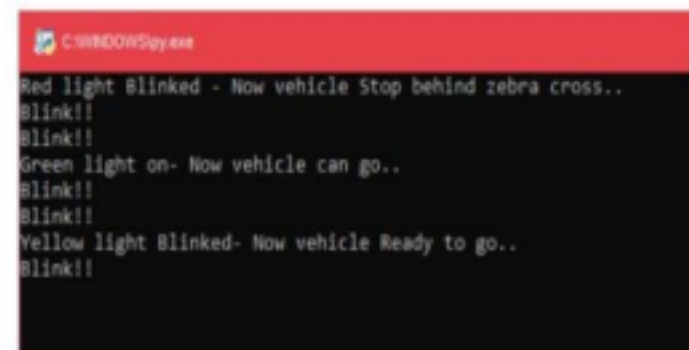 C:\WINDOWS\py.exe
Red light Blinked - Now vehicle Stop behind zebra cross..
Blink!!
Blink!!
Green light on- Now vehicle can go..
Blink!!
Blink!!
Yellow light Blinked- Now vehicle Ready to go..
Blink!!